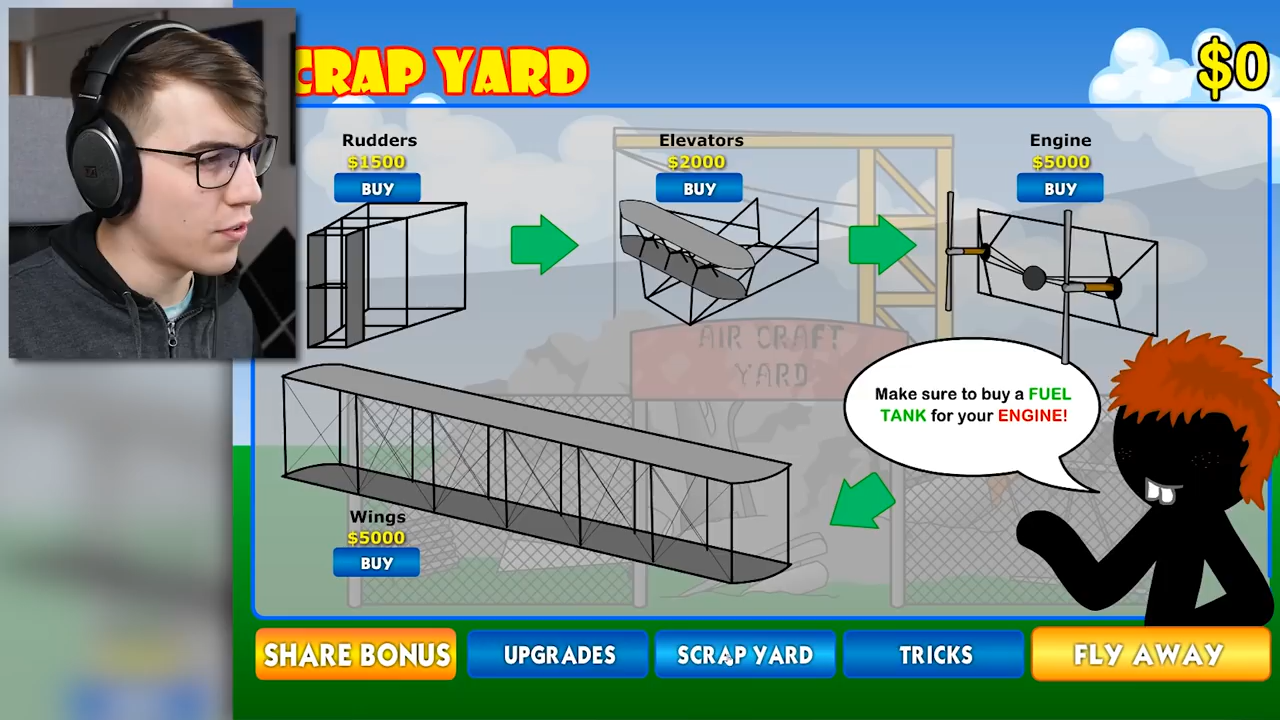 CRAP YARD
$0
Rudders
$1500
BUY
Elevators
$2000
BUY
Engine
$5000
BUY
AIR CRAFT
YARD
Make sure to buy a FUEL
TANK for your ENGINE!
Wings
$5000
BUY
SHARE BONUS
UPGRADES
SCRAP YARD
TRICKS
FLY AWAY